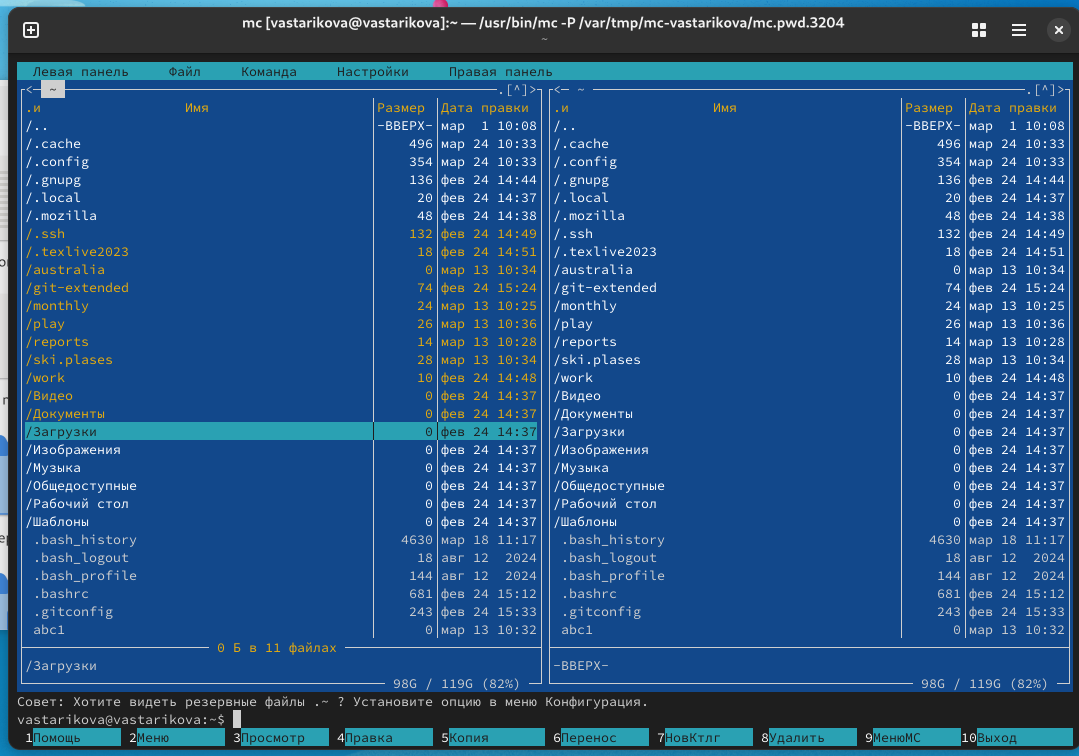 mc [vastarikova@vastarikova]:~ — /usr/bin/mc -P /var/tmp/mc-vastarikova/mc.pwd.3204
~
Левая панель Файл Команда Настройки Правая панель
<─ ~ .[^]> <─ ~ .[^]>
.и Имя Размер Дата правки .и Имя Размер Дата правки
/.. -ВВЕРХ- мар 1 10:08 /.. -ВВЕРХ- мар 1 10:08
/.cache 496 мар 24 10:33 /.cache 496 мар 24 10:33
/.config 354 мар 24 10:33 /.config 354 мар 24 10:33
/.gnupg 136 фев 24 14:44 /.gnupg 136 фев 24 14:44
/.local 20 фев 24 14:37 /.local 20 фев 24 14:37
/.mozilla 48 фев 24 14:38 /.mozilla 48 фев 24 14:38
/.ssh 132 фев 24 14:49 /.ssh 132 фев 24 14:49
/.texlive2023 18 фев 24 14:51 /.texlive2023 18 фев 24 14:51
/australia 0 мар 13 10:34 /australia 0 мар 13 10:34
/git-extended 74 фев 24 15:24 /git-extended 74 фев 24 15:24
/monthly 24 мар 13 10:25 /monthly 24 мар 13 10:25
/play 26 мар 13 10:36 /play 26 мар 13 10:36
/reports 14 мар 13 10:28 /reports 14 мар 13 10:28
/ski.plases 28 мар 13 10:34 /ski.plases 28 мар 13 10:34
/work 10 фев 24 14:48 /work 10 фев 24 14:48
/Видео 0 фев 24 14:37 /Видео 0 фев 24 14:37
/Документы 0 фев 24 14:37 /Документы 0 фев 24 14:37
/Загрузки 0 фев 24 14:37 /Загрузки 0 фев 24 14:37
/Изображения 0 фев 24 14:37 /Изображения 0 фев 24 14:37
/Музыка 0 фев 24 14:37 /Музыка 0 фев 24 14:37
/Общедоступные 0 фев 24 14:37 /Общедоступные 0 фев 24 14:37
/Рабочий стол 0 фев 24 14:37 /Рабочий стол 0 фев 24 14:37
/Шаблоны 0 фев 24 14:37 /Шаблоны 0 фев 24 14:37
.bash_history 4630 мар 18 11:17 .bash_history 4630 мар 18 11:17
.bash_logout 18 авг 12 2024 .bash_logout 18 авг 12 2024
.bash_profile 144 авг 12 2024 .bash_profile 144 авг 12 2024
.bashrc 681 фев 24 15:12 .bashrc 681 фев 24 15:12
.gitconfig 243 фев 24 15:33 .gitconfig 243 фев 24 15:33
abc1 0 мар 13 10:32 abc1 0 мар 13 10:32
0 Б в 11 файлах
/Загрузки -ВВЕРХ-
98G / 119G (82%) 98G / 119G (82%)
Совет: Хотите видеть резервные файлы .~ ? Установите опцию в меню Конфигурация.
vastarikova@vastarikova:~$
1Помощь 2Меню 3Просмотр 4Правка 5Копия 6Перенос 7НовКтлг 8Удалить 9МенюМС 10Выход